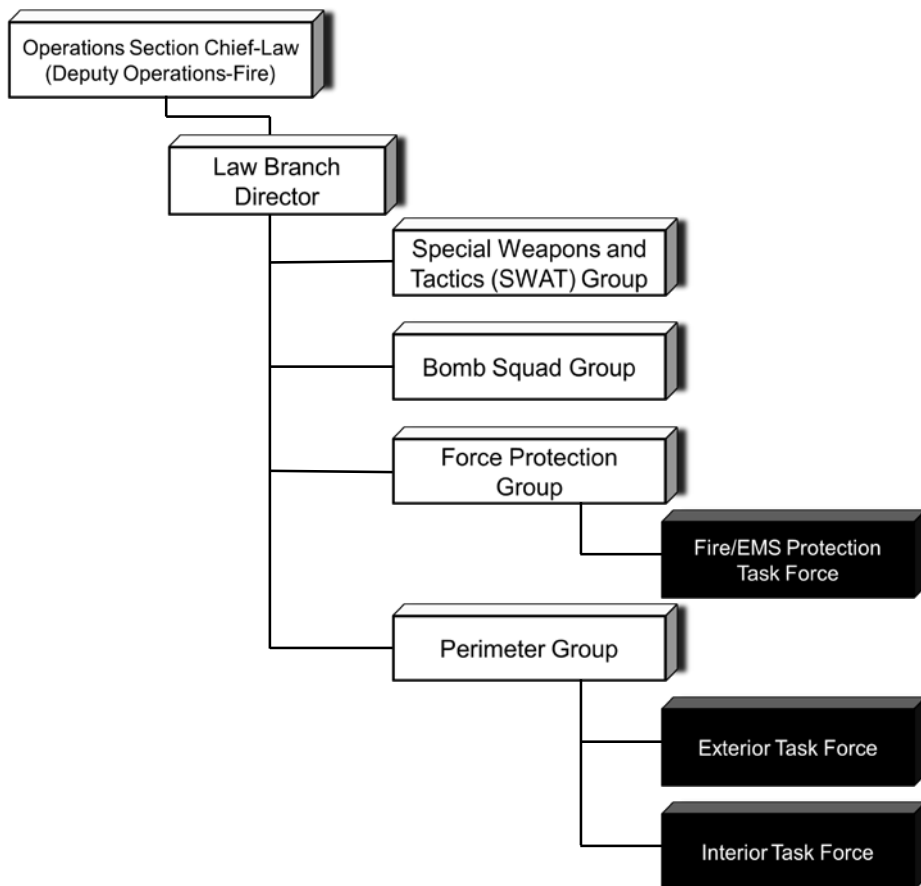 Operations Section Chief-Law
(Deputy Operations-Fire)
Law Branch
Director
Special Weapons and
Tactics (SWAT) Group
Bomb Squad Group
Force Protection
Group
Fire/EMS Protection
Task Force
Perimeter Group
Exterior Task Force
Interior Task Force